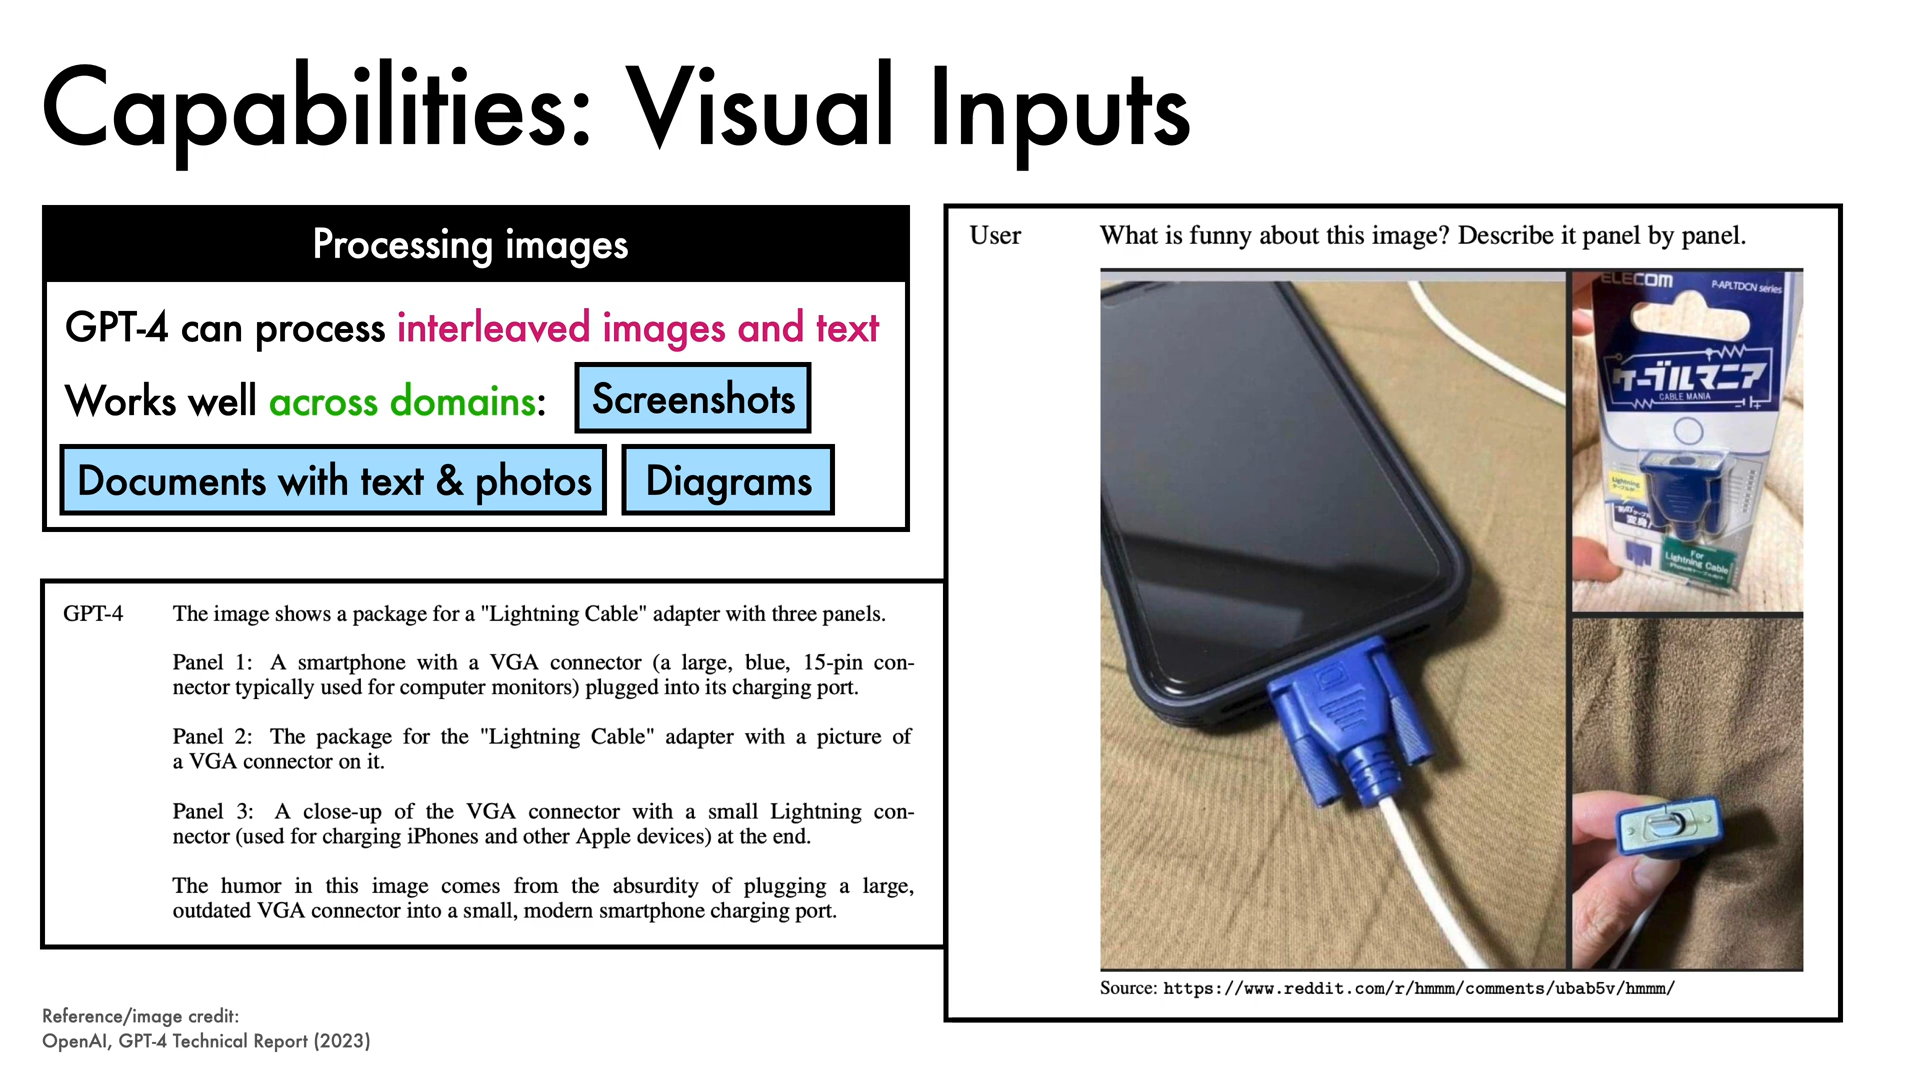 Capabilities: Visual Inputs
Processing images
GPT-4 can process interleaved images and text
Works well across domains: Screenshots
Documents with text & photos Diagrams
User What is funny about this image? Describe it panel by panel.
ELECOM
P-APLTDCN series
ケーブルマニア
CABLE MANIA
Lightning
変身
For
Lightning Cable
Source: https://www.reddit.com/r/hmmm/comments/ubab5v/hmmm/
GPT-4 The image shows a package for a "Lightning Cable" adapter with three panels.
Panel 1: A smartphone with a VGA connector (a large, blue, 15-pin con-
nector typically used for computer monitors) plugged into its charging port.
Panel 2: The package for the "Lightning Cable" adapter with a picture of
a VGA connector on it.
Panel 3: A close-up of the VGA connector with a small Lightning con-
nector (used for charging iPhones and other Apple devices) at the end.
The humor in this image comes from the absurdity of plugging a large,
outdated VGA connector into a small, modern smartphone charging port.
Reference/image credit:
OpenAI, GPT-4 Technical Report (2023)